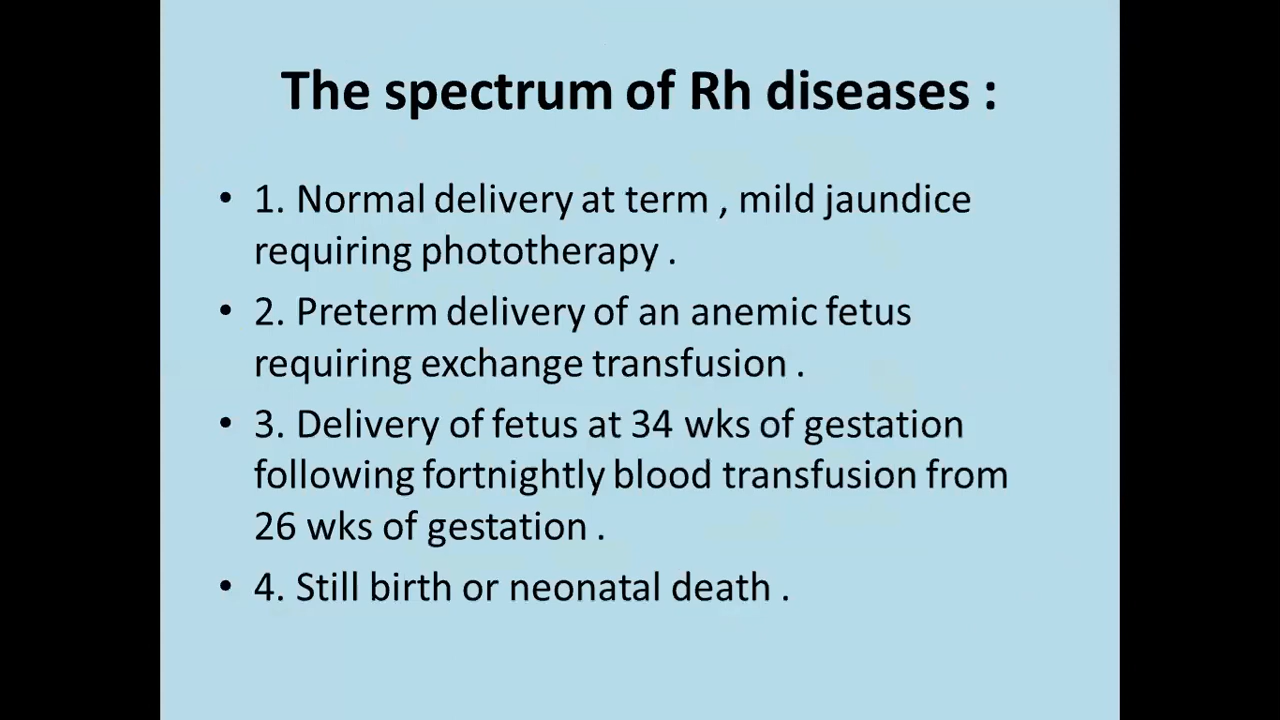 The spectrum of Rh diseases :
• 1. Normal delivery at term , mild jaundice
requiring phototherapy .
• 2. Preterm delivery of an anemic fetus
requiring exchange transfusion .
• 3. Delivery of fetus at 34 wks of gestation
following fortnightly blood transfusion from
26 wks of gestation .
• 4. Still birth or neonatal death .